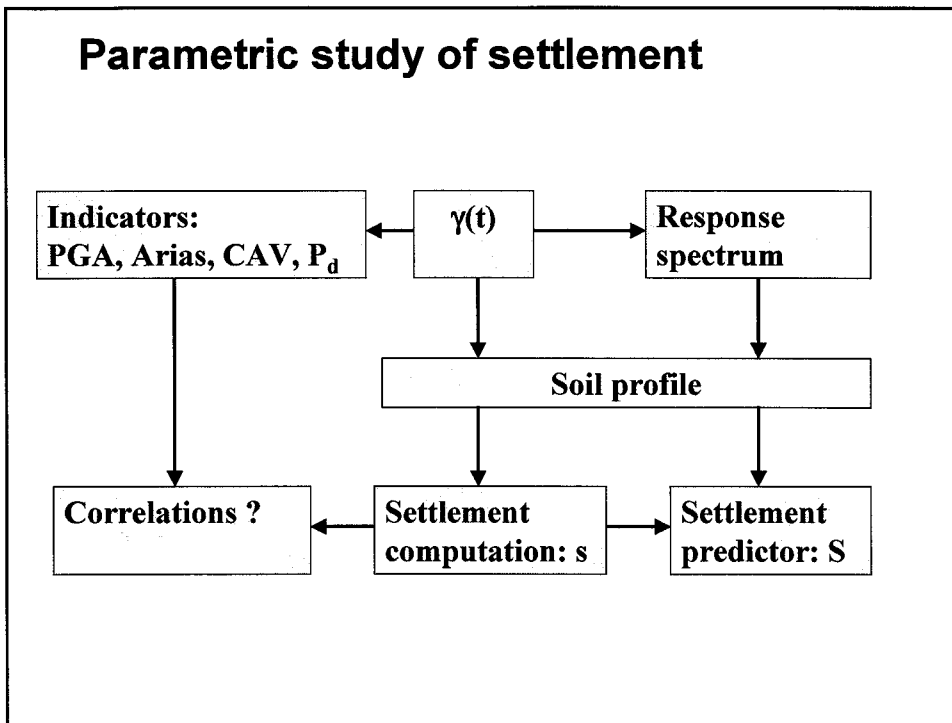 Parametric study of settlement
Indicators:
PGA, Arias, CAV, Pd
γ(t)
Response
spectrum
Soil profile
Correlations ?
Settlement
computation: s
Settlement
predictor: S